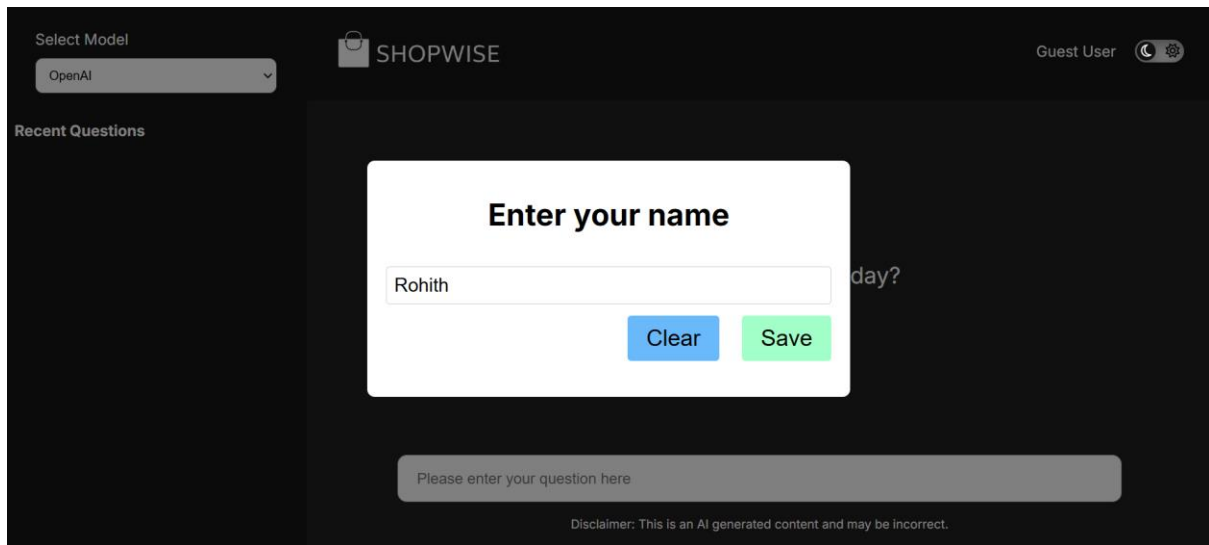 Select Model
OpenAI
SHOPWISE
Guest User
Recent Questions
Enter your name
Rohith
day?
Clear
Save
Please enter your question here
Disclaimer: This is an AI generated content and may be incorrect.